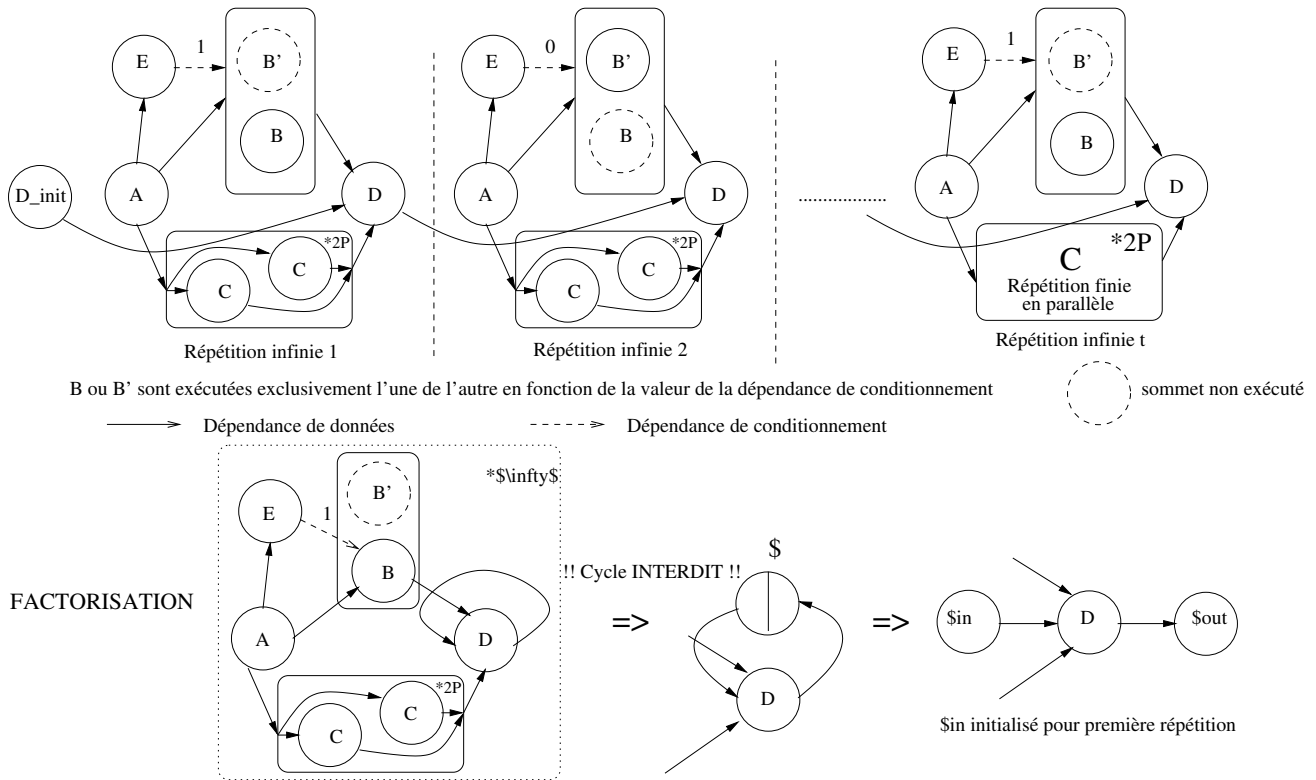 1
0
1
E
B'
E
B'
E
B'
B
B
B
D_init
A
D
A
D
A
D
..................
*2P
C
C
*2P
C
C
C *2P
Répétition finie
en parallèle
Répétition infinie 1
Répétition infinie 2
Répétition infinie t
B ou B' sont exécutées exclusivement l'une de l'autre en fonction de la valeur de la dépendance de conditionnement
sommet non exécuté
Dépendance de données
Dépendance de conditionnement
*$\infty$
B'
E
1
B
$
!! Cycle INTERDIT !!
FACTORISATION
A
D
=>
=>
$in
D
$out
D
*2P
C
C
$in initialisé pour première répétition